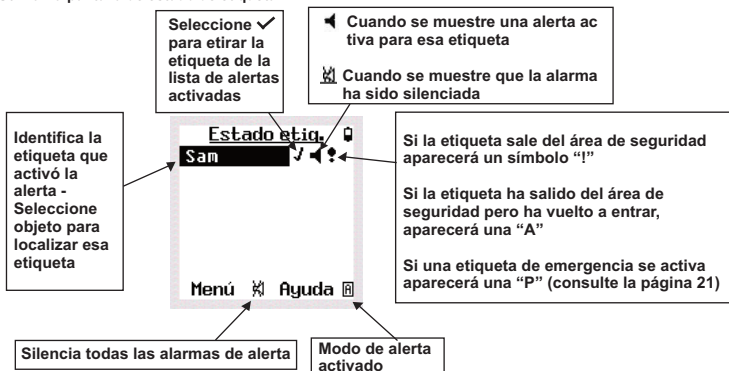 Seleccione ✓
para etirar la
etiqueta de la
lista de alertas
activadas
Cuando se muestre una alerta ac
tiva para esa etiqueta
Cuando se muestre que la alarma
ha sido silenciada
Identifica la
etiqueta que
activó la
alerta -
Seleccione
objeto para
localizar esa
etiqueta
Estado etiq.
Sam
Menú Ayuda A
Si la etiqueta sale del área de seguridad
aparecerá un símbolo “!”
Si la etiqueta ha salido del área de
seguridad pero ha vuelto a entrar,
aparecerá una “A”
Si una etiqueta de emergencia se activa
aparecerá una “P” (consulte la página 21)
Silencia todas las alarmas de alerta
Modo de alerta
activado